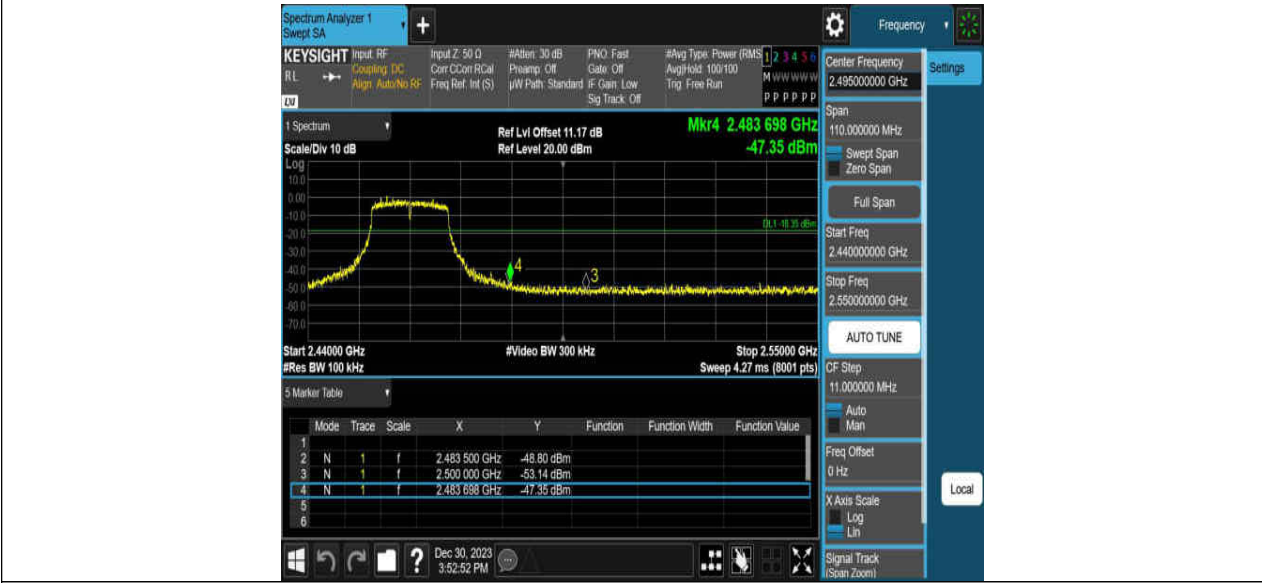 Spectrum Analyzer 1
Swept SA
+
Frequency
KEYSIGHT
RL
LXI
Input: RF
Coupling: DC
Align: Auto/No RF
Input Z: 50 Ω
Corr CCorr RCal
Freq Ref: Int (S)
#Atten: 30 dB
Preamp: Off
µW Path: Standard
PNO: Fast
Gate: Off
IF Gain: Low
Sig Track: Off
#Avg Type: Power (RMS
Avg|Hold: 100/100
Trig: Free Run
1 2 3 4 5 6
M W W W W W
P P P P P P
Center Frequency
2.495000000 GHz
Settings
Span
110.000000 MHz
Swept Span
Zero Span
Full Span
Start Freq
2.440000000 GHz
Stop Freq
2.550000000 GHz
AUTO TUNE
CF Step
11.000000 MHz
Auto
Man
Freq Offset
0 Hz
X Axis Scale
Log
Lin
Signal Track
(Span Zoom)
Local
1 Spectrum
Scale/Div 10 dB
Ref Lvl Offset 11.17 dB
Ref Level 20.00 dBm
Mkr4 2.483 698 GHz
-47.35 dBm
Log
10.0
0.00
-10.0
-20.0
-30.0
-40.0
-50.0
-60.0
-70.0
DL1 -18.35 dBm
4
3
Start 2.44000 GHz
#Res BW 100 kHz
#Video BW 300 kHz
Stop 2.55000 GHz
Sweep 4.27 ms (8001 pts)
5 Marker Table
Mode Trace Scale X Y Function Function Width Function Value
1
2 N 1 f 2.483 500 GHz -48.80 dBm
3 N 1 f 2.500 000 GHz -53.14 dBm
4 N 1 f 2.483 698 GHz -47.35 dBm
5
6
?
Dec 30, 2023
3:52:52 PM